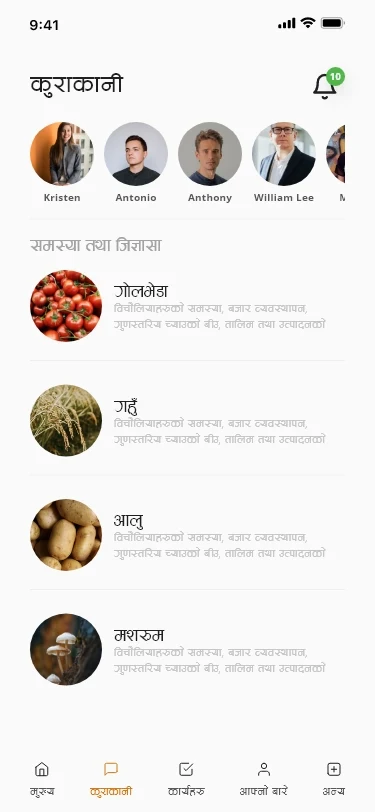 9:41
कुराकानी
10
Kristen Antonio Anthony William Lee M
समस्या तथा जिज्ञासा
गोलभेडा
विचौलियाहरुको समस्या, बजार व्यवस्थापन,
गुणस्तरिय च्याउको बीउ, तालिम तथा उत्पादनको
गहुँ
विचौलियाहरुको समस्या, बजार व्यवस्थापन,
गुणस्तरिय च्याउको बीउ, तालिम तथा उत्पादनको
आलु
विचौलियाहरुको समस्या, बजार व्यवस्थापन,
गुणस्तरिय च्याउको बीउ, तालिम तथा उत्पादनको
मशरुम
विचौलियाहरुको समस्या, बजार व्यवस्थापन,
गुणस्तरिय च्याउको बीउ, तालिम तथा उत्पादनको
मुख्य कुराकानी कार्यहरु आफ्नो बारे अन्य